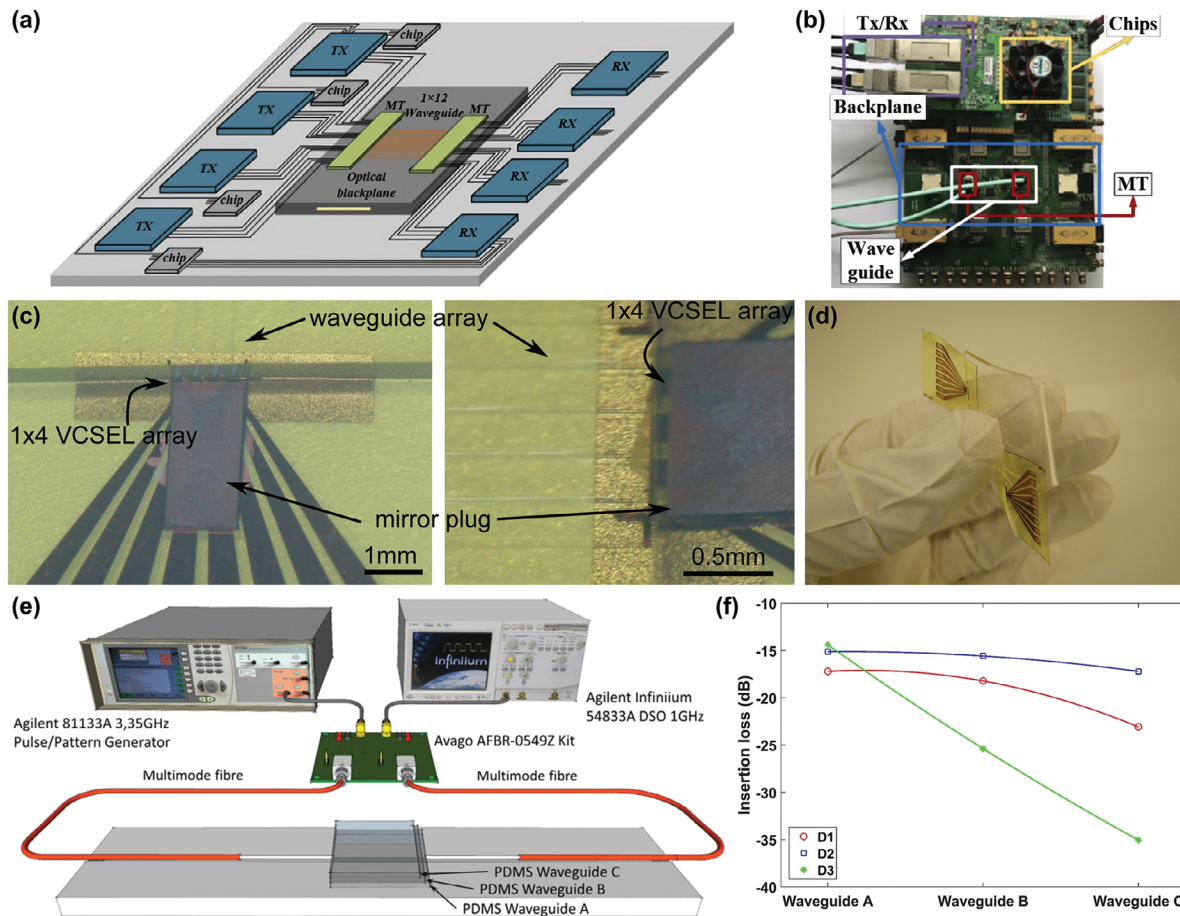 (a)
TX
chip
TX
chip
TX
chip
TX
chip
MT
1×12
Waveguide
MT
Optical
blackplane
RX
RX
RX
RX
(b)
Tx/Rx
Chips
Backplane
MT
Wave
guide
(c)
waveguide array
1x4 VCSEL array
mirror plug
1mm
1x4 VCSEL array
0.5mm
(d)
(e)
infiniium
Agilent 81133A 3,35GHz
Pulse/Pattern Generator
Agilent Infiniium
54833A DSO 1GHz
Avago AFBR-0549Z Kit
Multimode fibre
Multimode fibre
PDMS Waveguide C
PDMS Waveguide B
PDMS Waveguide A
(f)
Insertion loss (dB)
-10
-15
-20
-25
-30
-35
-40
D1
D2
D3
Waveguide A
Waveguide B
Waveguide C